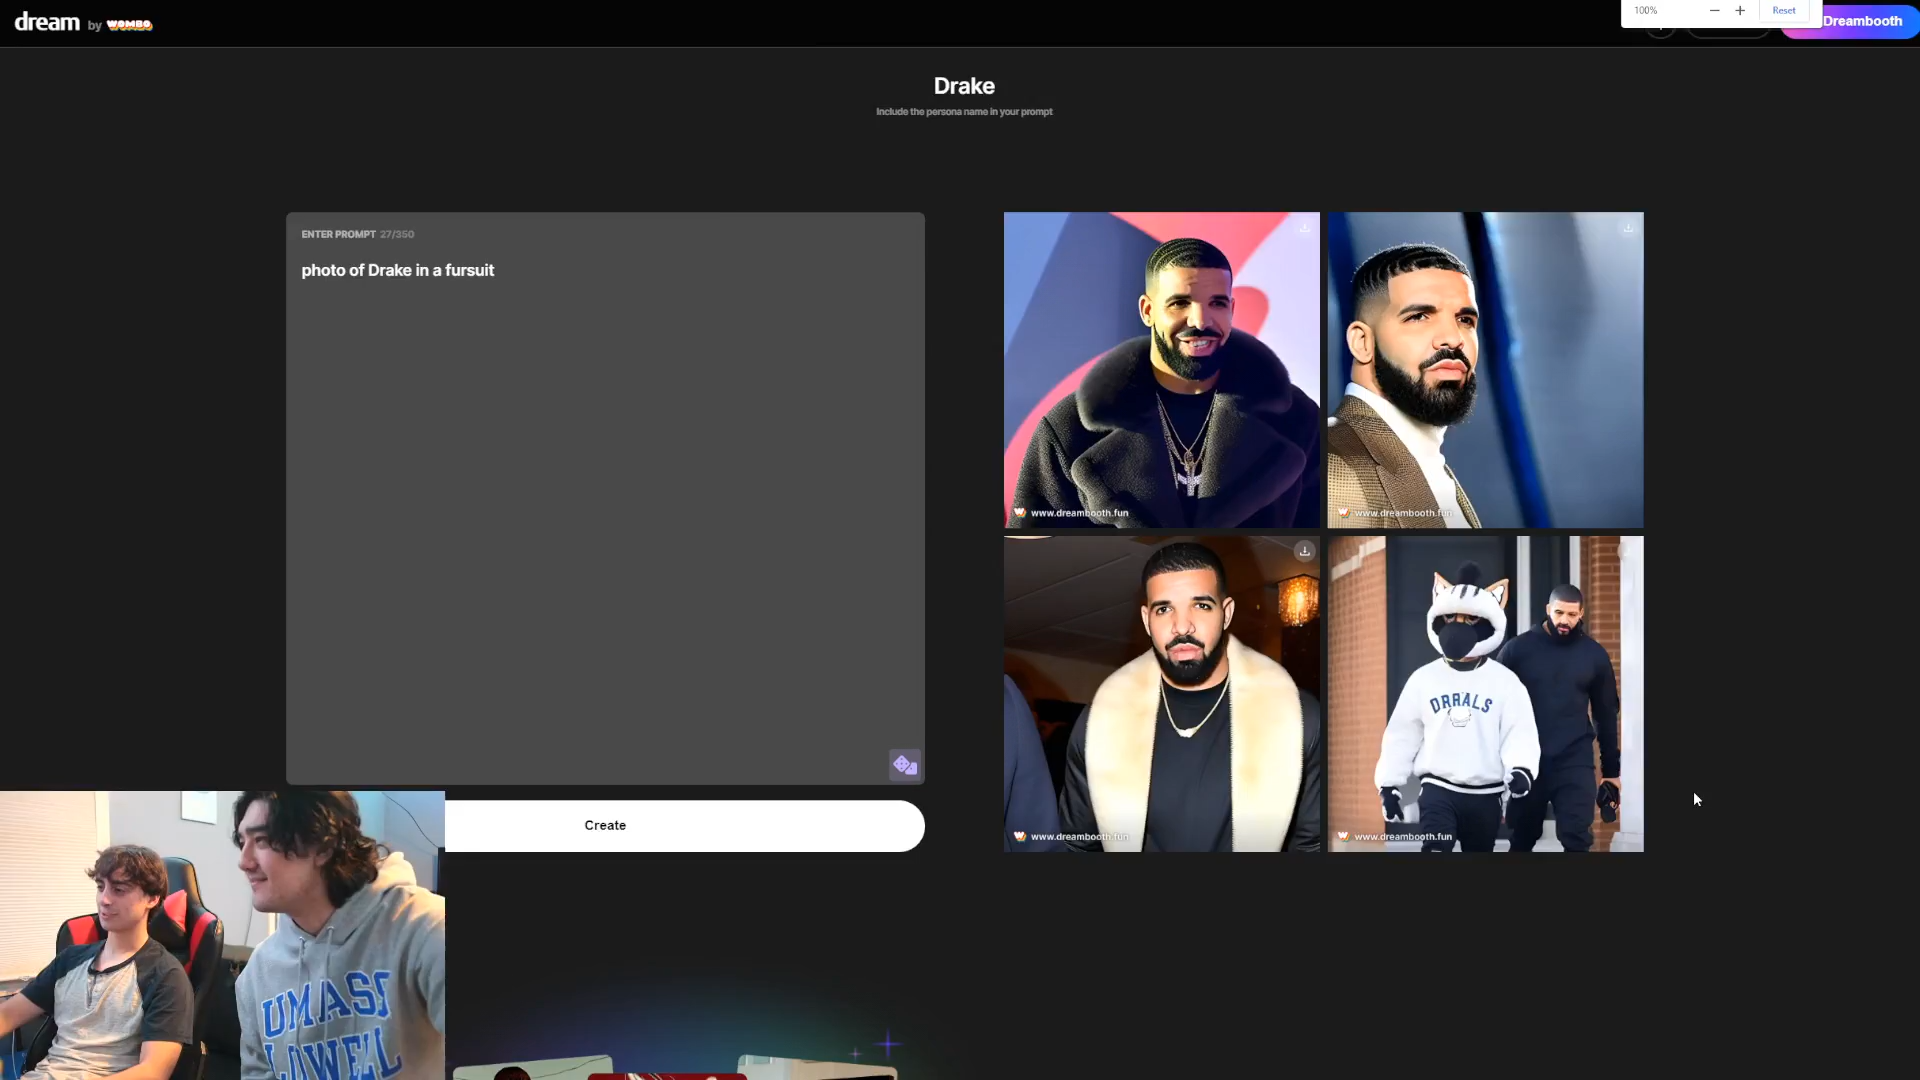 dream by WOMBO
100%
Reset
Dreambooth
Drake
Include the persona name in your prompt
ENTER PROMPT 27/350
photo of Drake in a fursuit
www.dreambooth.fun
www.dreambooth.fun
DRRALS
www.dreambooth.fun
www.dreambooth.fun
Create
UMASS
LOWELL